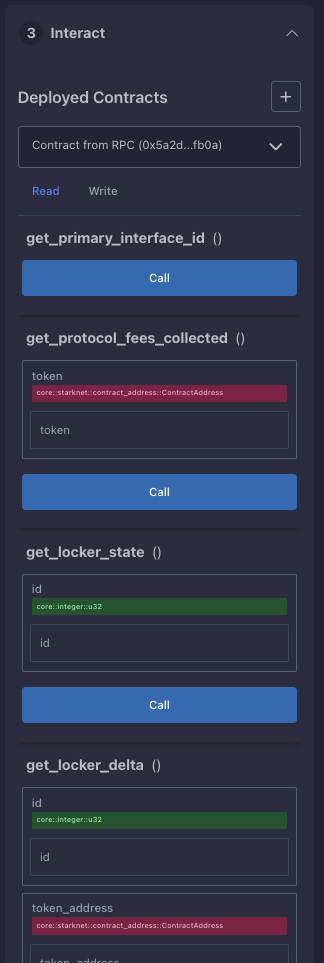 3 Interact
Deployed Contracts
+
Contract from RPC (0x5a2d...fb0a)
Read Write
get_primary_interface_id ()
Call
get_protocol_fees_collected ()
token
core::starknet::contract_address::ContractAddress
token
Call
get_locker_state ()
id
core::integer::u32
id
Call
get_locker_delta ()
id
core::integer::u32
id
token_address
core::starknet::contract_address::ContractAddress
token_address